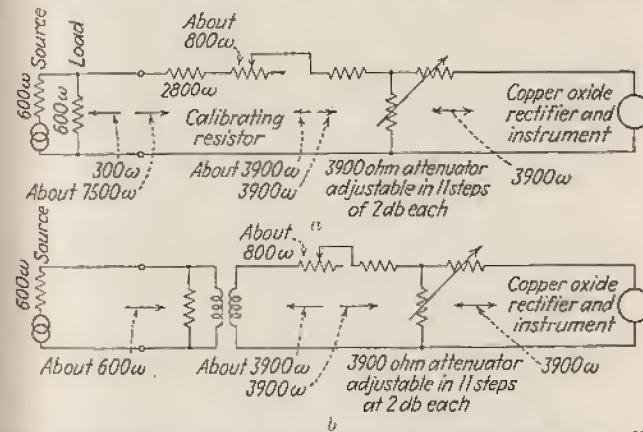 About
800ω
Source
600ω
Load
600ω
2800ω
Calibrating
resistor
Copper oxide
rectifier and
instrument
300ω
About 7500ω
About 3900ω
3900ω
3900 ohm attenuator
adjustable in 11 steps
of 2 db each
3900ω
a
About
800ω
Source
600ω
Copper oxide
rectifier and
instrument
About 600ω
About 3900ω
3900ω
3900 ohm attenuator
adjustable in 11 steps
at 2 db each
3900ω
b